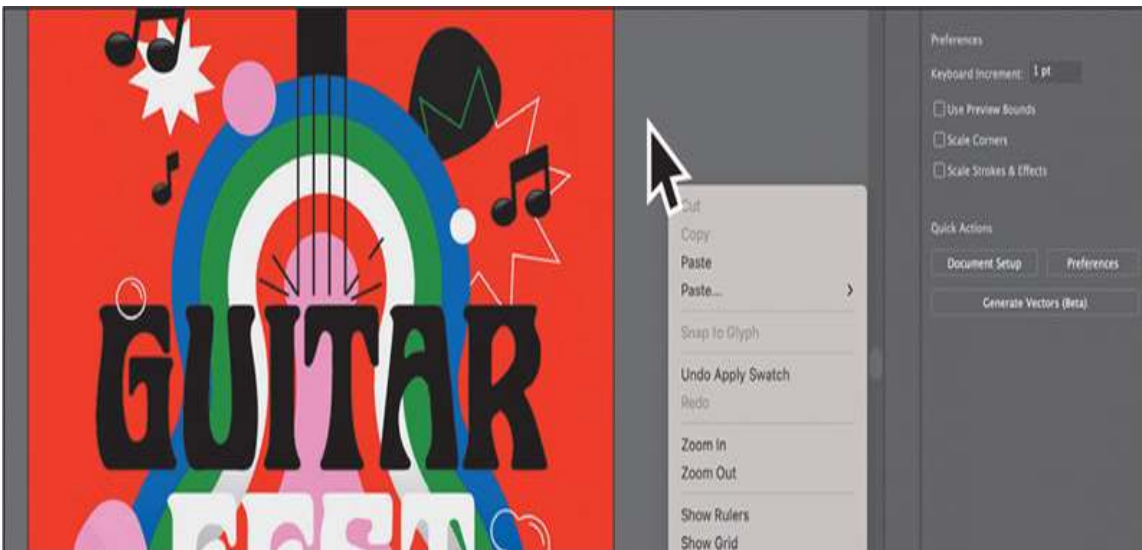 GUITAR
FEST
Cut
Copy
Paste
Paste...
Snap to Glyph
Undo Apply Swatch
Redo
Zoom In
Zoom Out
Show Rulers
Show Grid
Preferences
Keyboard Increment: 1 pt
Use Preview Bounds
Scale Corners
Scale Strokes & Effects
Quick Actions
Document Setup
Preferences
Generate Vectors (Beta)